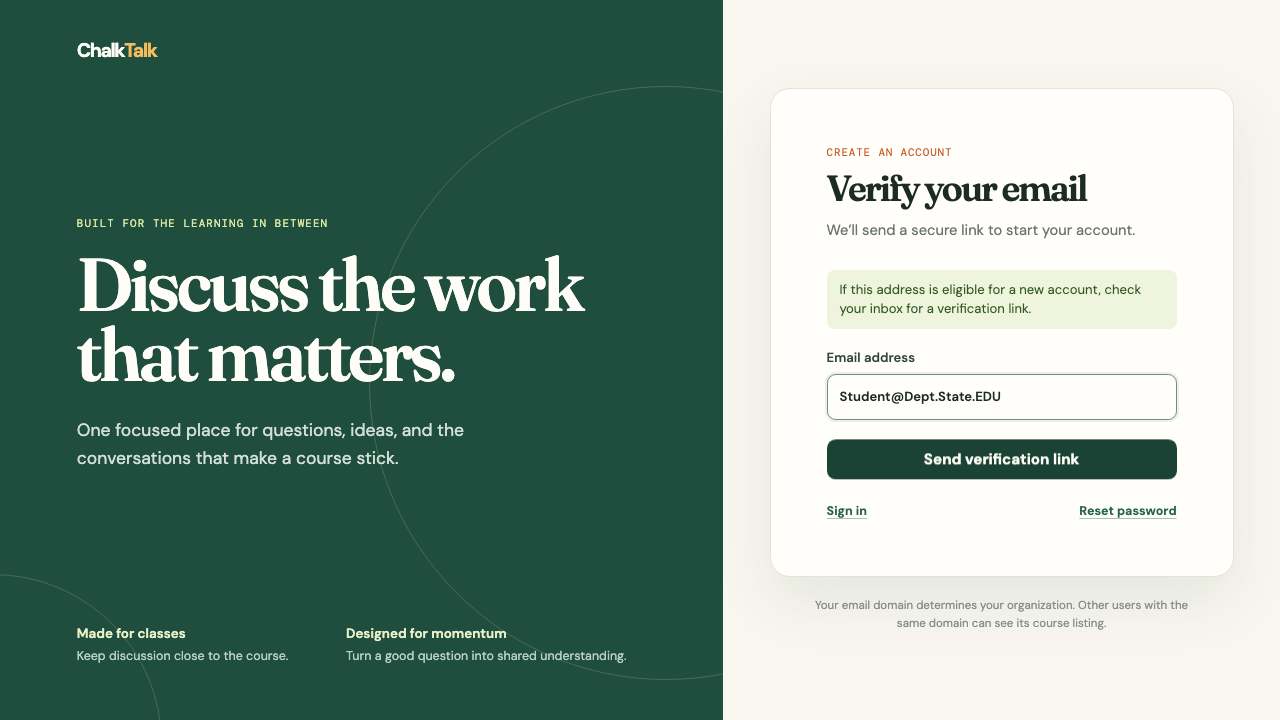 ChalkTalk
BUILT FOR THE LEARNING IN BETWEEN
Discuss the work
that matters.
One focused place for questions, ideas, and the
conversations that make a course stick.
Made for classes
Keep discussion close to the course.
Designed for momentum
Turn a good question into shared understanding.
CREATE AN ACCOUNT
Verify your email
We’ll send a secure link to start your account.
If this address is eligible for a new account, check
your inbox for a verification link.
Email address
Student@Dept.State.EDU
Send verification link
Sign in
Reset password
Your email domain determines your organization. Other users with the
same domain can see its course listing.